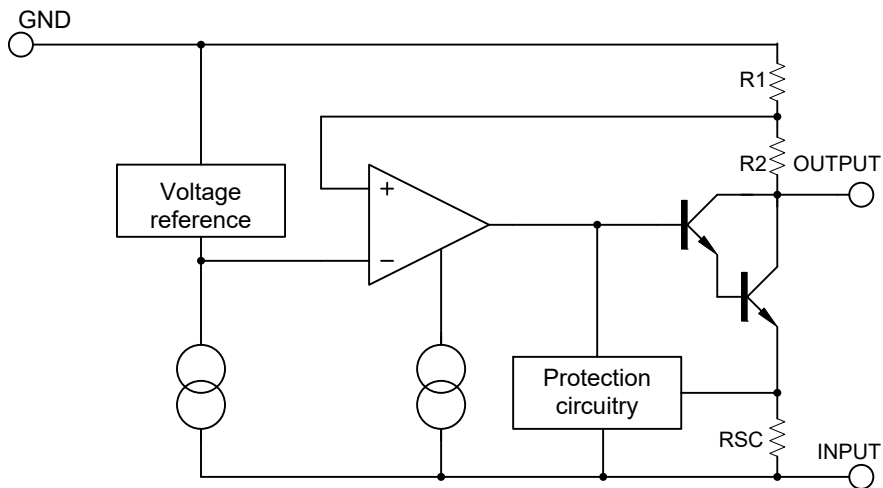 GND
R1
R2
OUTPUT
Voltage
reference
+
−
Protection
circuitry
RSC
INPUT